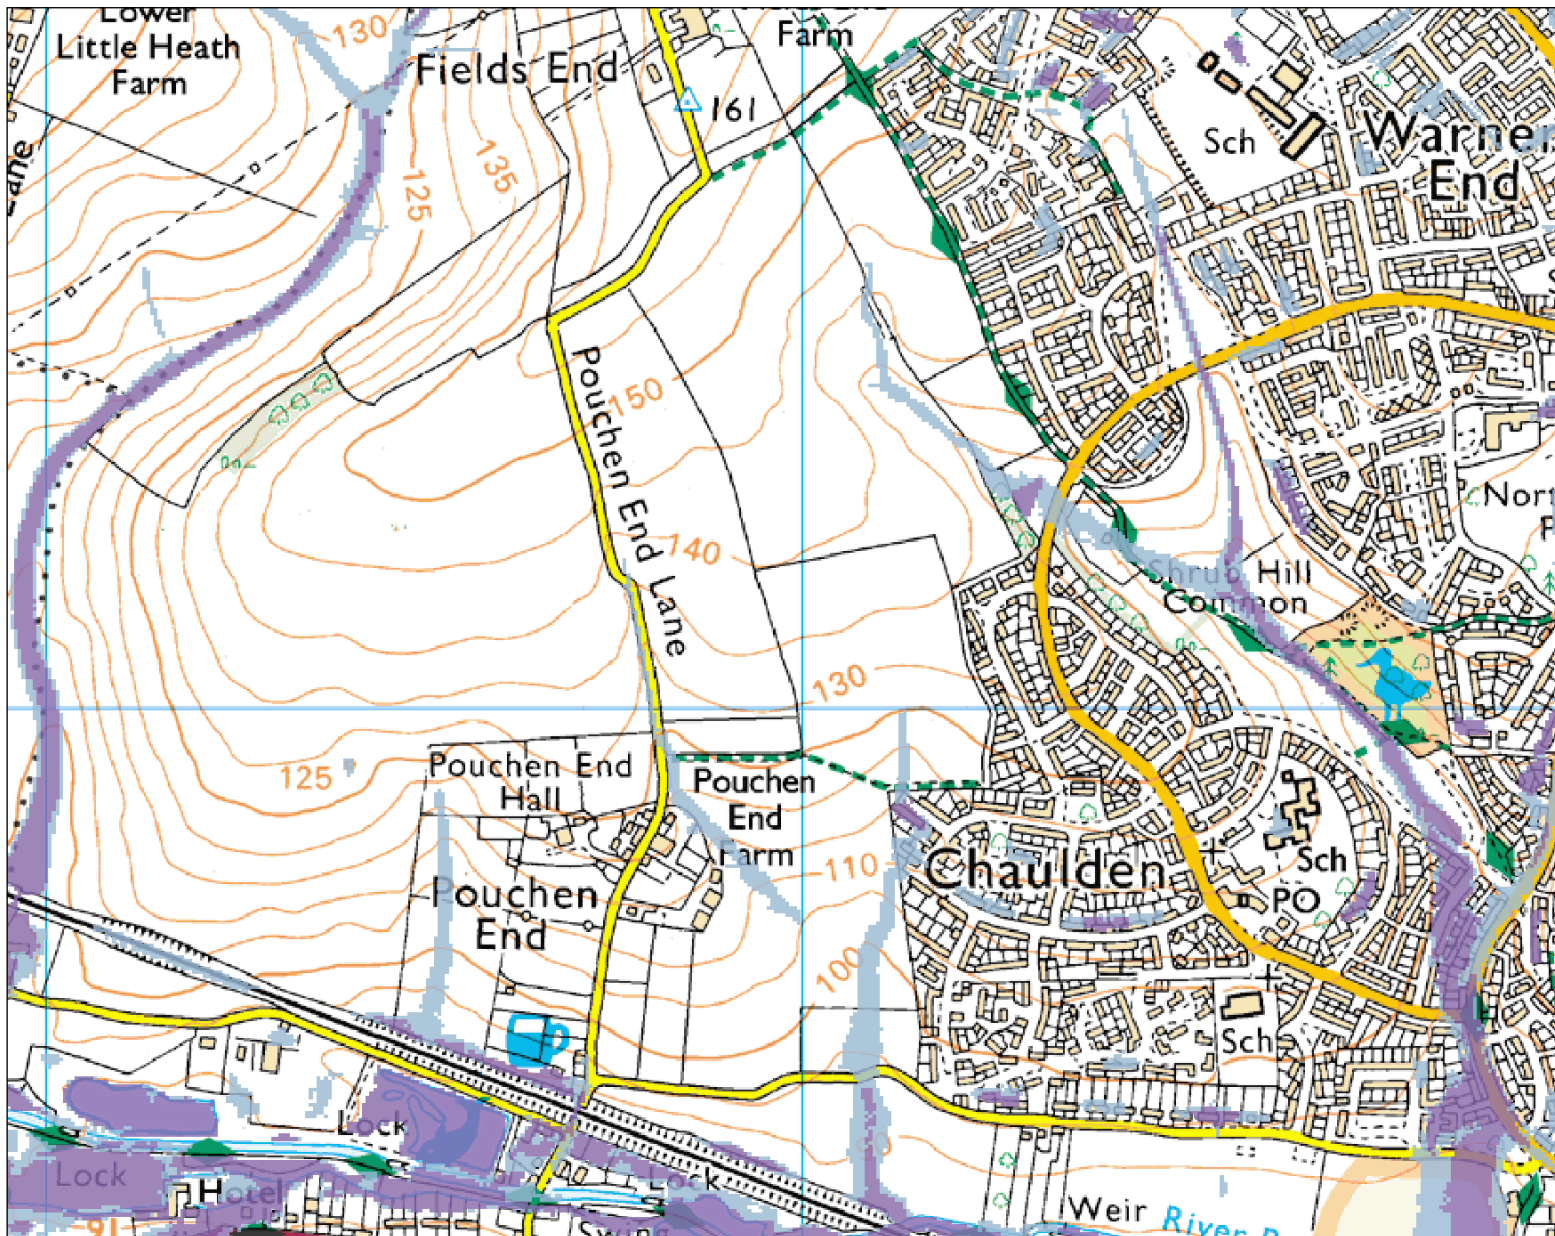 Lower
Little Heath
Farm
130
Fields End
Farm
161
Sch
Warner
End
Lane
135
125
Pouchen End Lane
150
140
Shrub Hill
Common
130
125
Pouchen End
Hall
Pouchen
End
Farm
110
Chaulden
Sch
PO
Pouchen
End
100
Sch
Lock
Lock
Hotel
Lock
Weir
River
91